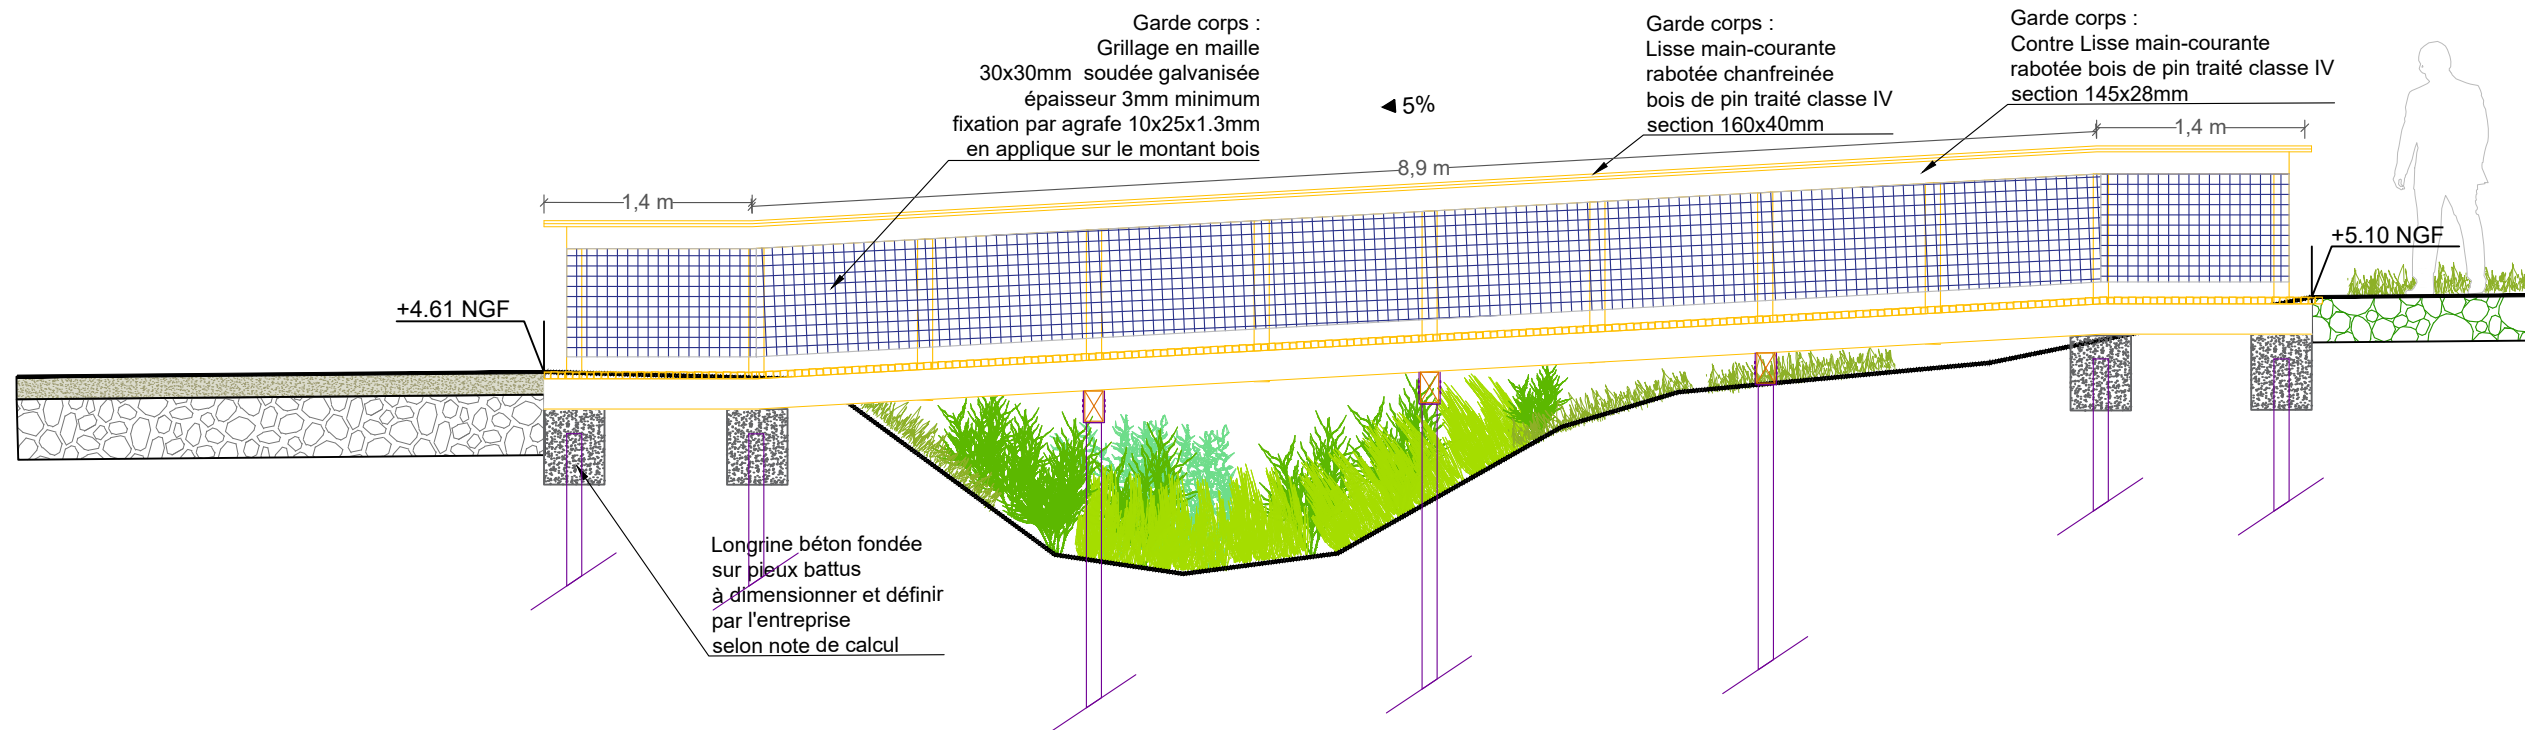 Garde corps :
Grillage en maille
30x30mm soudée galvanisée
épaisseur 3mm minimum
fixation par agrafe 10x25x1.3mm
en applique sur le montant bois
5%
Garde corps :
Lisse main-courante
rabotée chanfreinée
bois de pin traité classe IV
section 160x40mm
Garde corps :
Contre Lisse main-courante
rabotée bois de pin traité classe IV
section 145x28mm
1,4 m
8,9 m
1,4 m
+5.10 NGF
+4.61 NGF
Longrine béton fondée
sur pieux battus
à dimensionner et définir
par l'entreprise
selon note de calcul